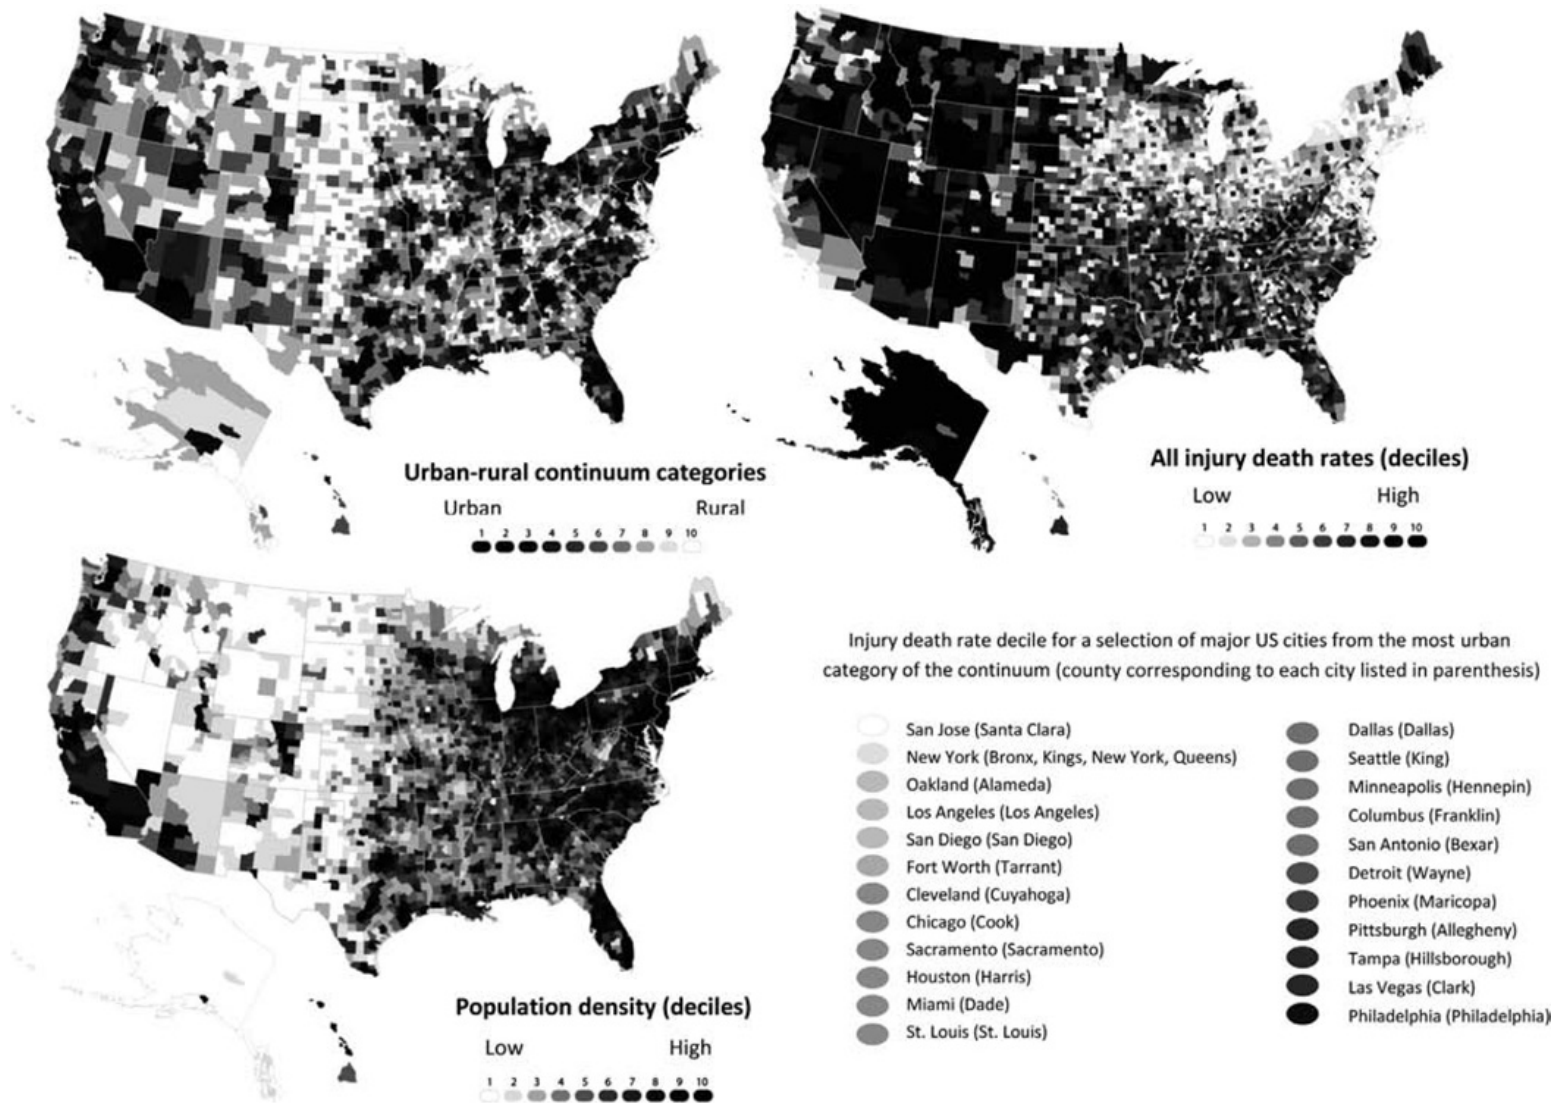 Urban-rural continuum categories
Urban Rural
1 2 3 4 5 6 7 8 9 10
All injury death rates (deciles)
Low High
1 2 3 4 5 6 7 8 9 10
Population density (deciles)
Low High
1 2 3 4 5 6 7 8 9 10
Injury death rate decile for a selection of major US cities from the most urban
category of the continuum (county corresponding to each city listed in parenthesis)
San Jose (Santa Clara)
New York (Bronx, Kings, New York, Queens)
Oakland (Alameda)
Los Angeles (Los Angeles)
San Diego (San Diego)
Fort Worth (Tarrant)
Cleveland (Cuyahoga)
Chicago (Cook)
Sacramento (Sacramento)
Houston (Harris)
Miami (Dade)
St. Louis (St. Louis)
Dallas (Dallas)
Seattle (King)
Minneapolis (Hennepin)
Columbus (Franklin)
San Antonio (Bexar)
Detroit (Wayne)
Phoenix (Maricopa)
Pittsburgh (Allegheny)
Tampa (Hillsborough)
Las Vegas (Clark)
Philadelphia (Philadelphia)